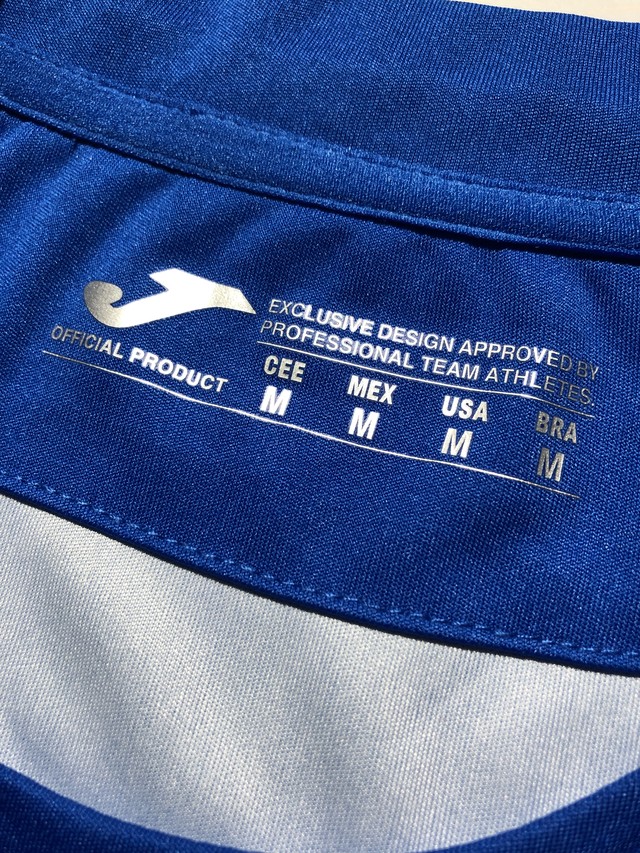 EXCLUSIVE DESIGN APPROVED BY
PROFESSIONAL TEAM ATHLETES.
OFFICIAL PRODUCT
CEE MEX USA BRA
M M M M